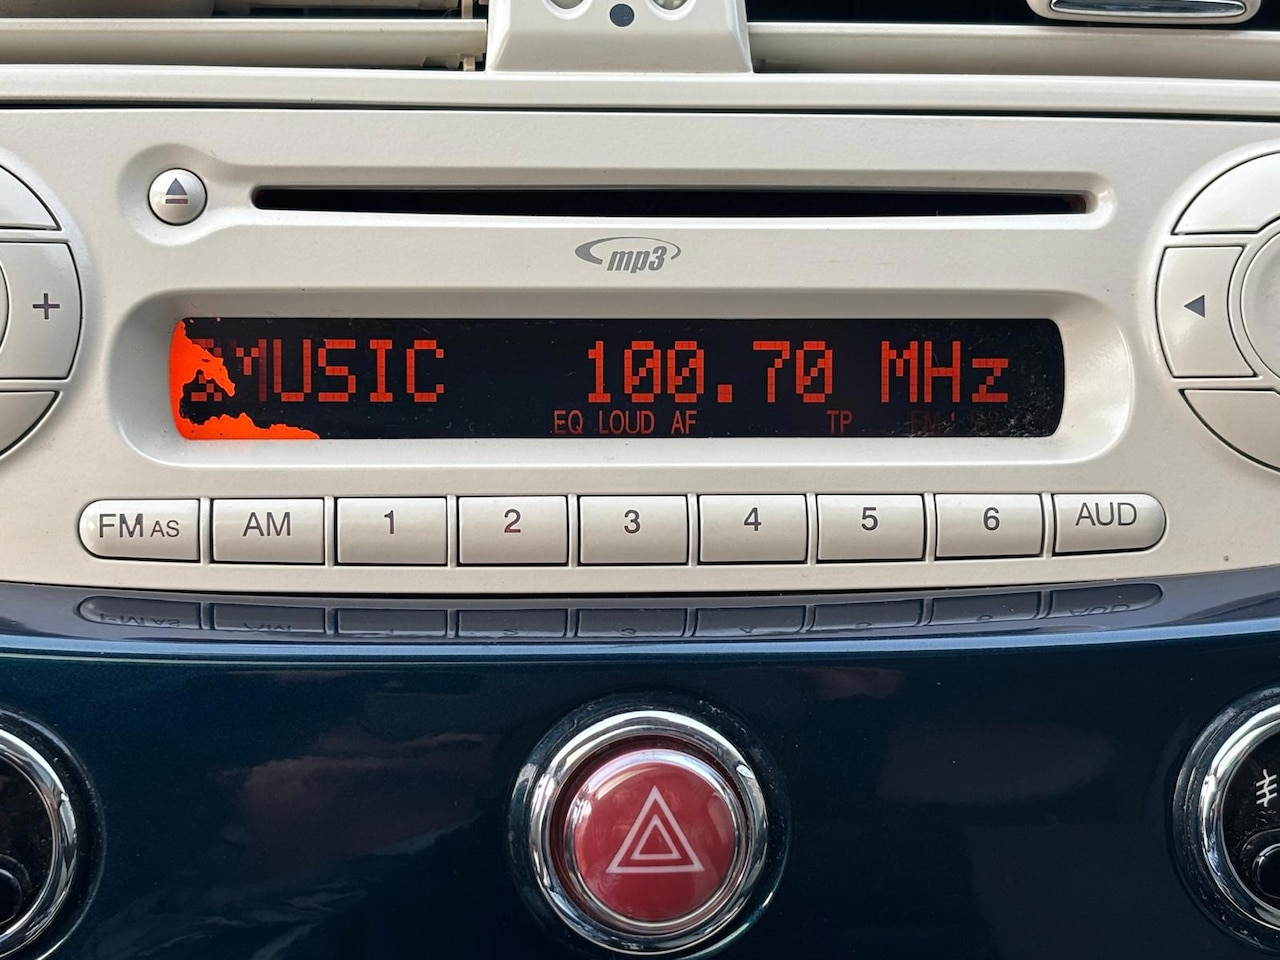 mp3
MUSIC 100.70 MHz
EQ LOUD AF TP
FM AS AM 1 2 3 4 5 6 AUD